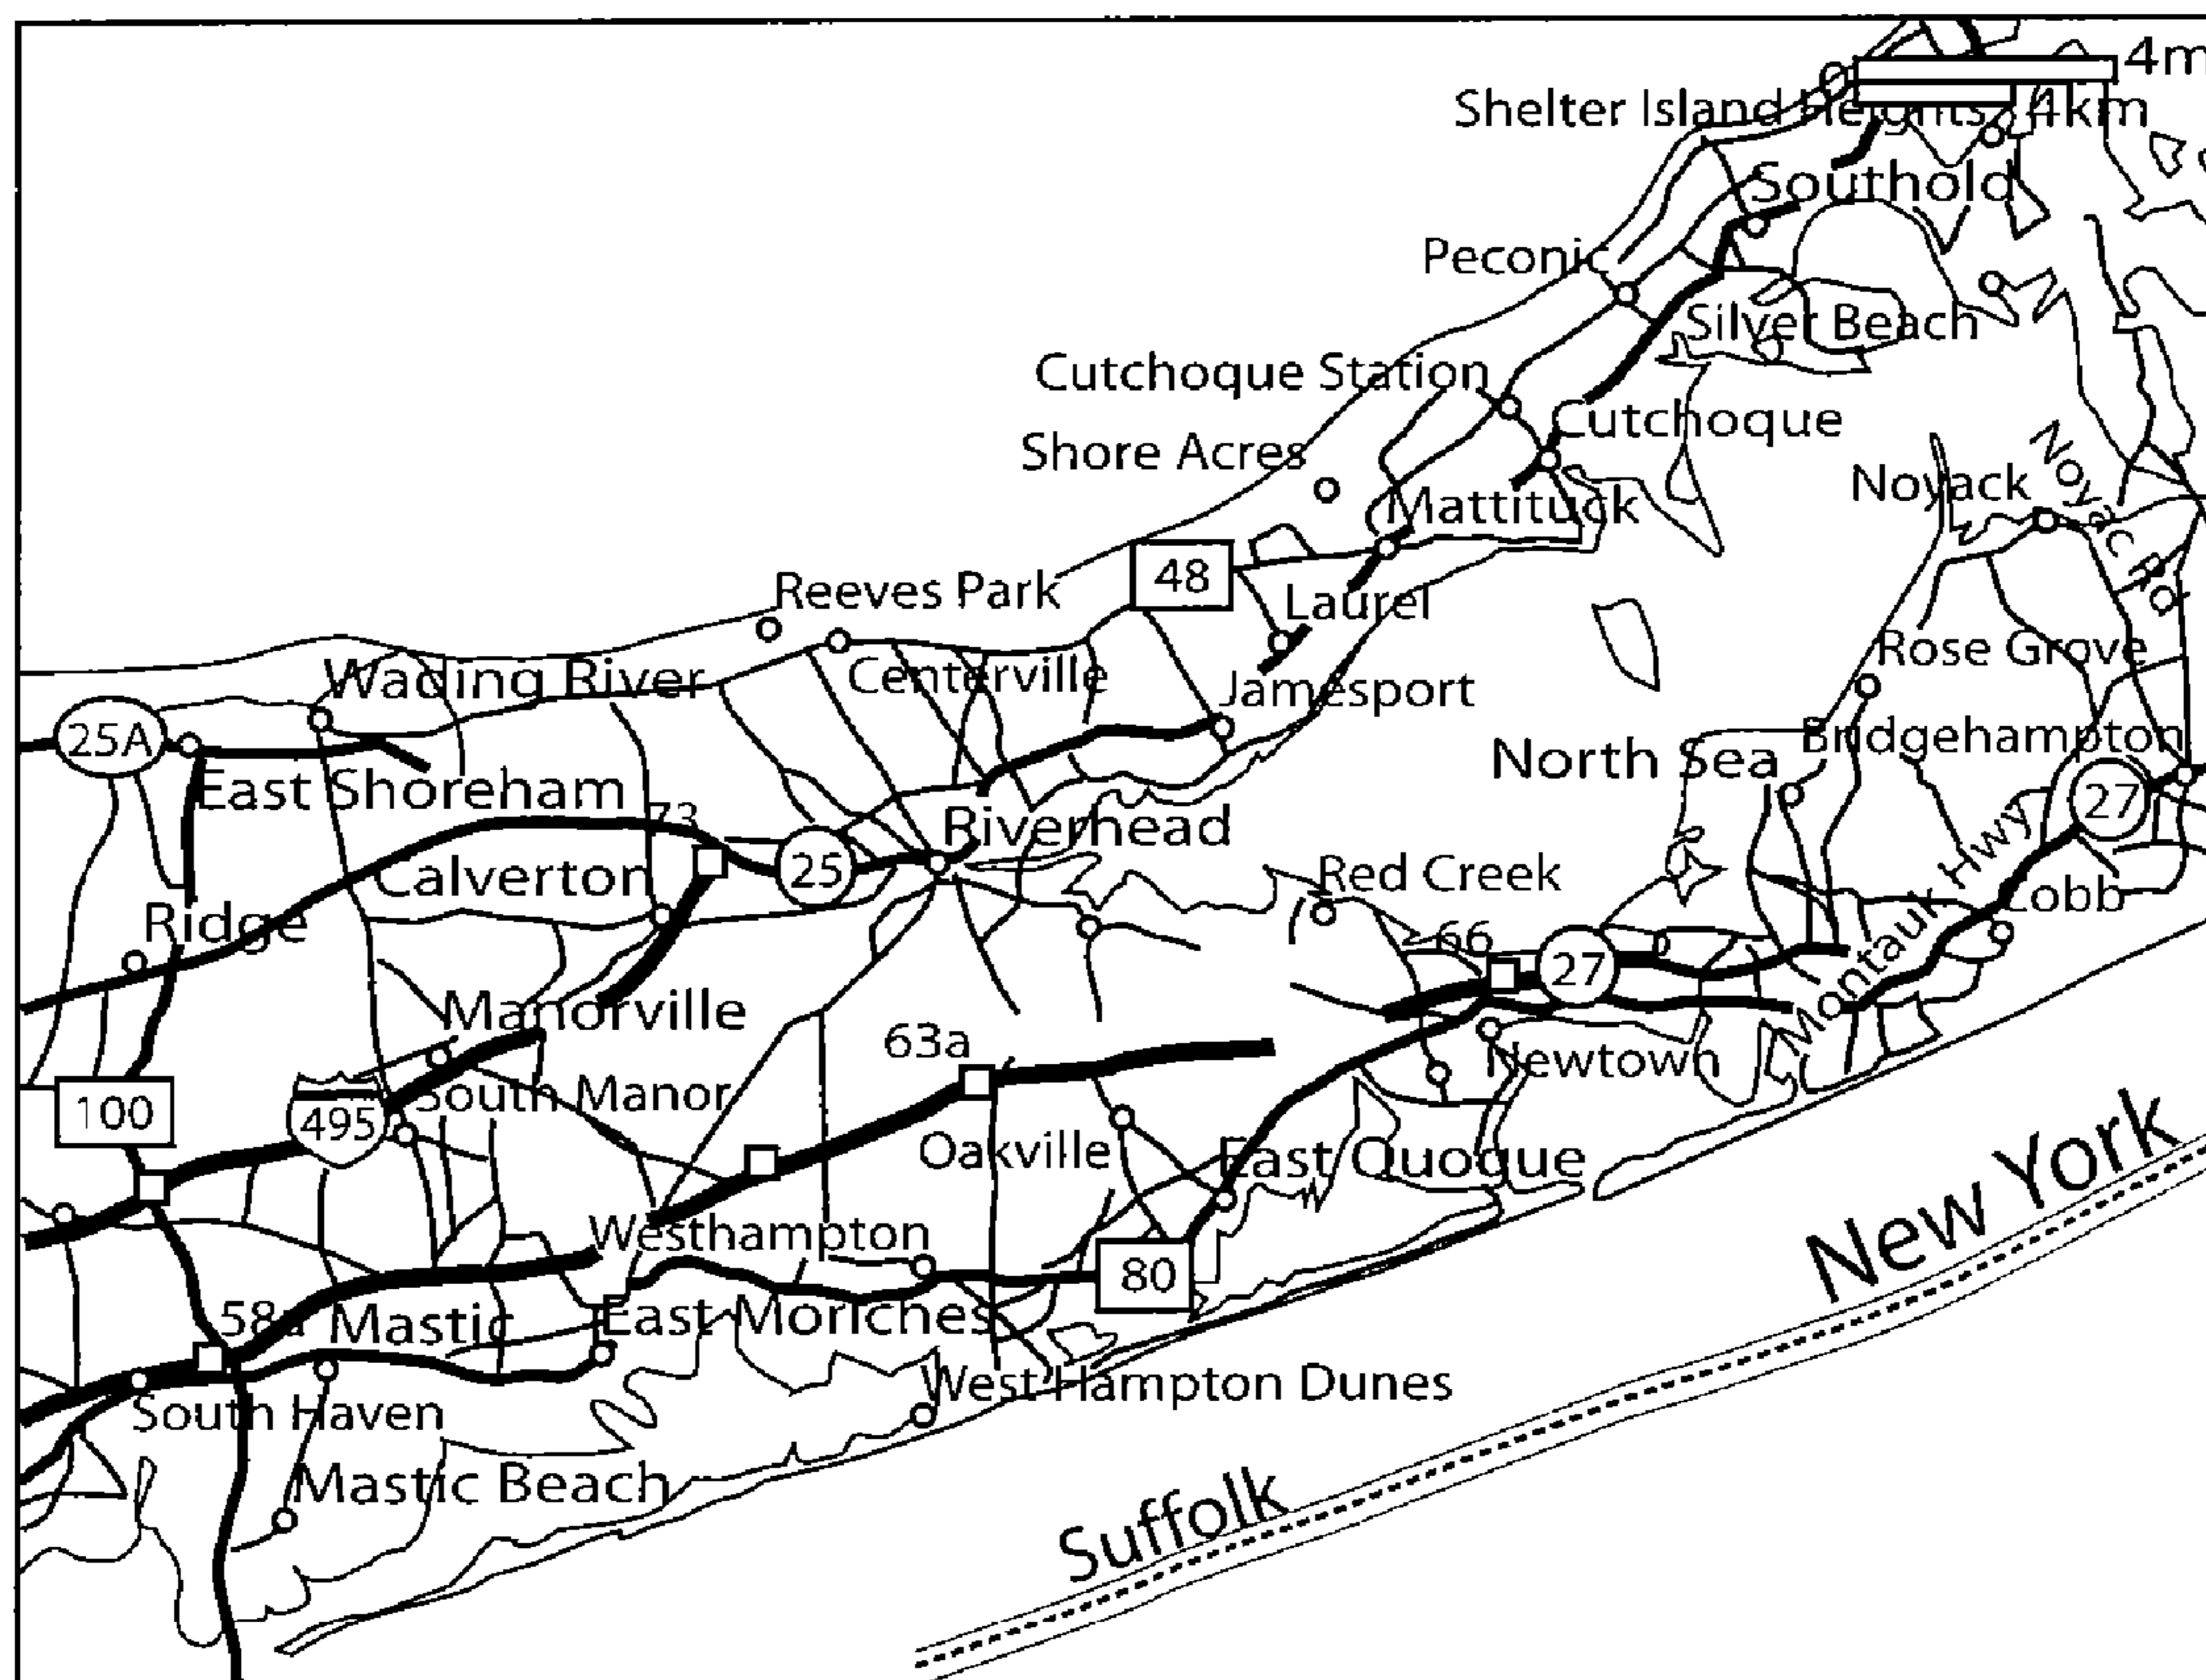 4m
Shelter Island Heights
4km
Southold
Peconic
Silver Beach
Cutchoque Station
Cutchoque
Shore Acres
Noyack
Noyac Rd
Mattituck
48
Reeves Park
Laurel
Rose Grove
Wading River
Centerville
Jamesport
25A
Bridgehampton
North Sea
East Shoreham
27
73
Riverhead
Calverton
25
Red Creek
Cobb
Ridge
66
27
Montauk Hwy
Manorville
63a
Newtown
100
South Manor
495
Oakville
East Quogue
New York
Westhampton
80
58a
Mastic
East Moriches
West Hampton Dunes
South Haven
Mastic Beach
Suffolk